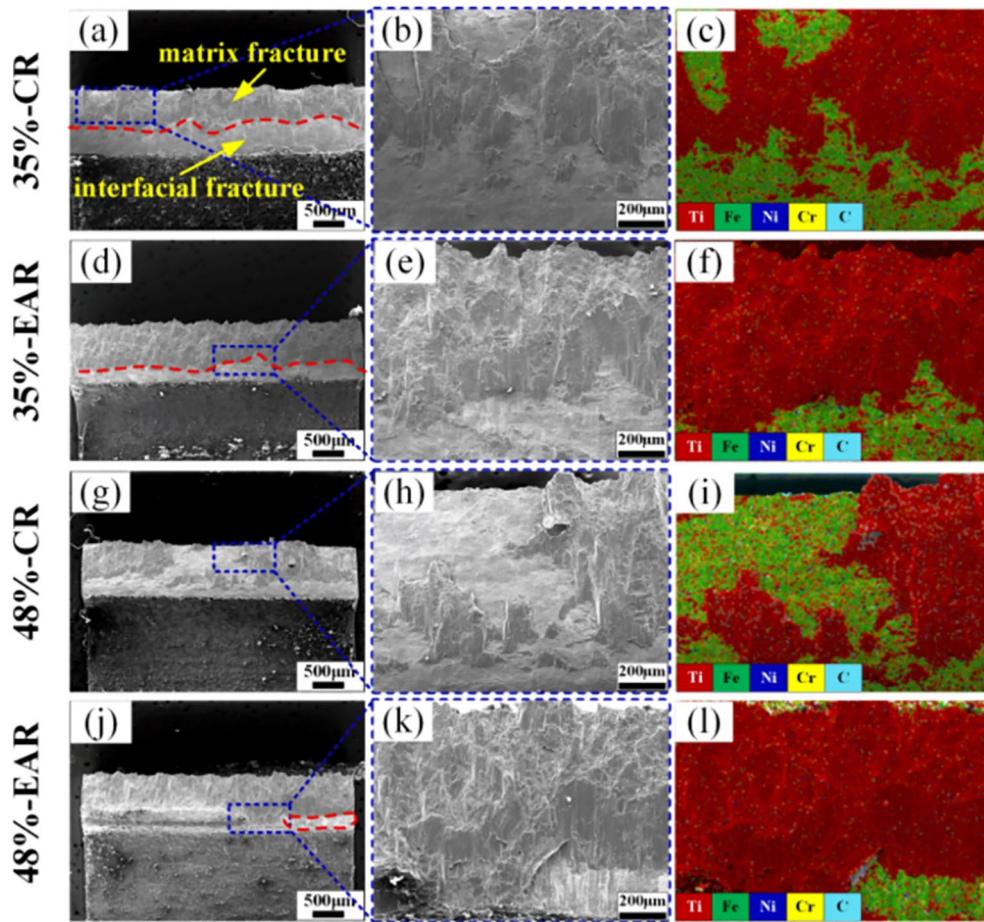 35%-CR
(a)
matrix fracture
interfacial fracture
500μm
(b)
200μm
(c)
Ti Fe Ni Cr C
35%-EAR
(d)
500μm
(e)
200μm
(f)
Ti Fe Ni Cr C
48%-CR
(g)
500μm
(h)
200μm
(i)
Ti Fe Ni Cr C
48%-EAR
(j)
500μm
(k)
200μm
(l)
Ti Fe Ni Cr C